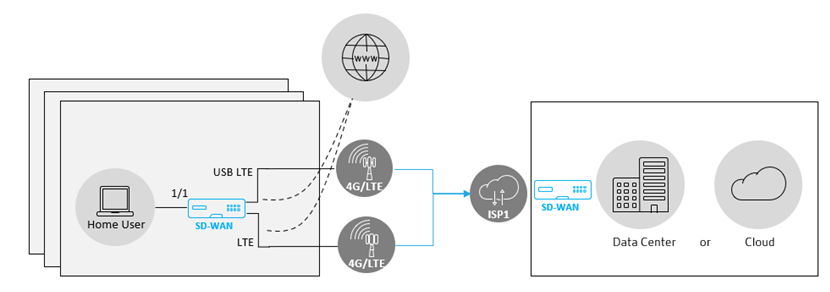 WWW
USB LTE
1/1
4G/LTE
Home User
SD-WAN
ISP1
SD-WAN
LTE
4G/LTE
Data Center or Cloud